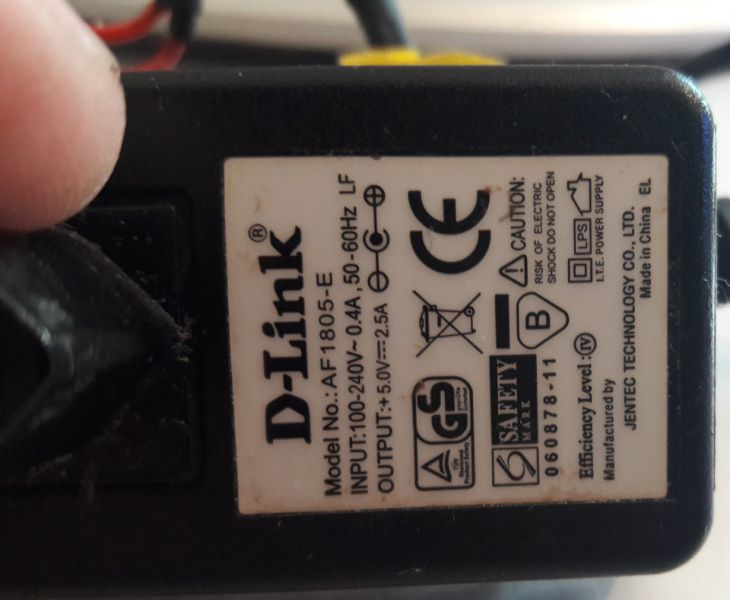 D-Link®
Model No.: AF1805-E
INPUT:100-240V~ 0.4A, 50-60Hz LF
OUTPUT:+5.0V⎓2.5A
GS
CE
SAFETY
MARK
B
060878-11
CAUTION:
RISK OF ELECTRIC
SHOCK DO NOT OPEN
LPS
I.T.E. POWER SUPPLY
Efficiency Level :IV
Manufactured by
JENTEC TECHNOLOGY CO., LTD.
Made in China EL